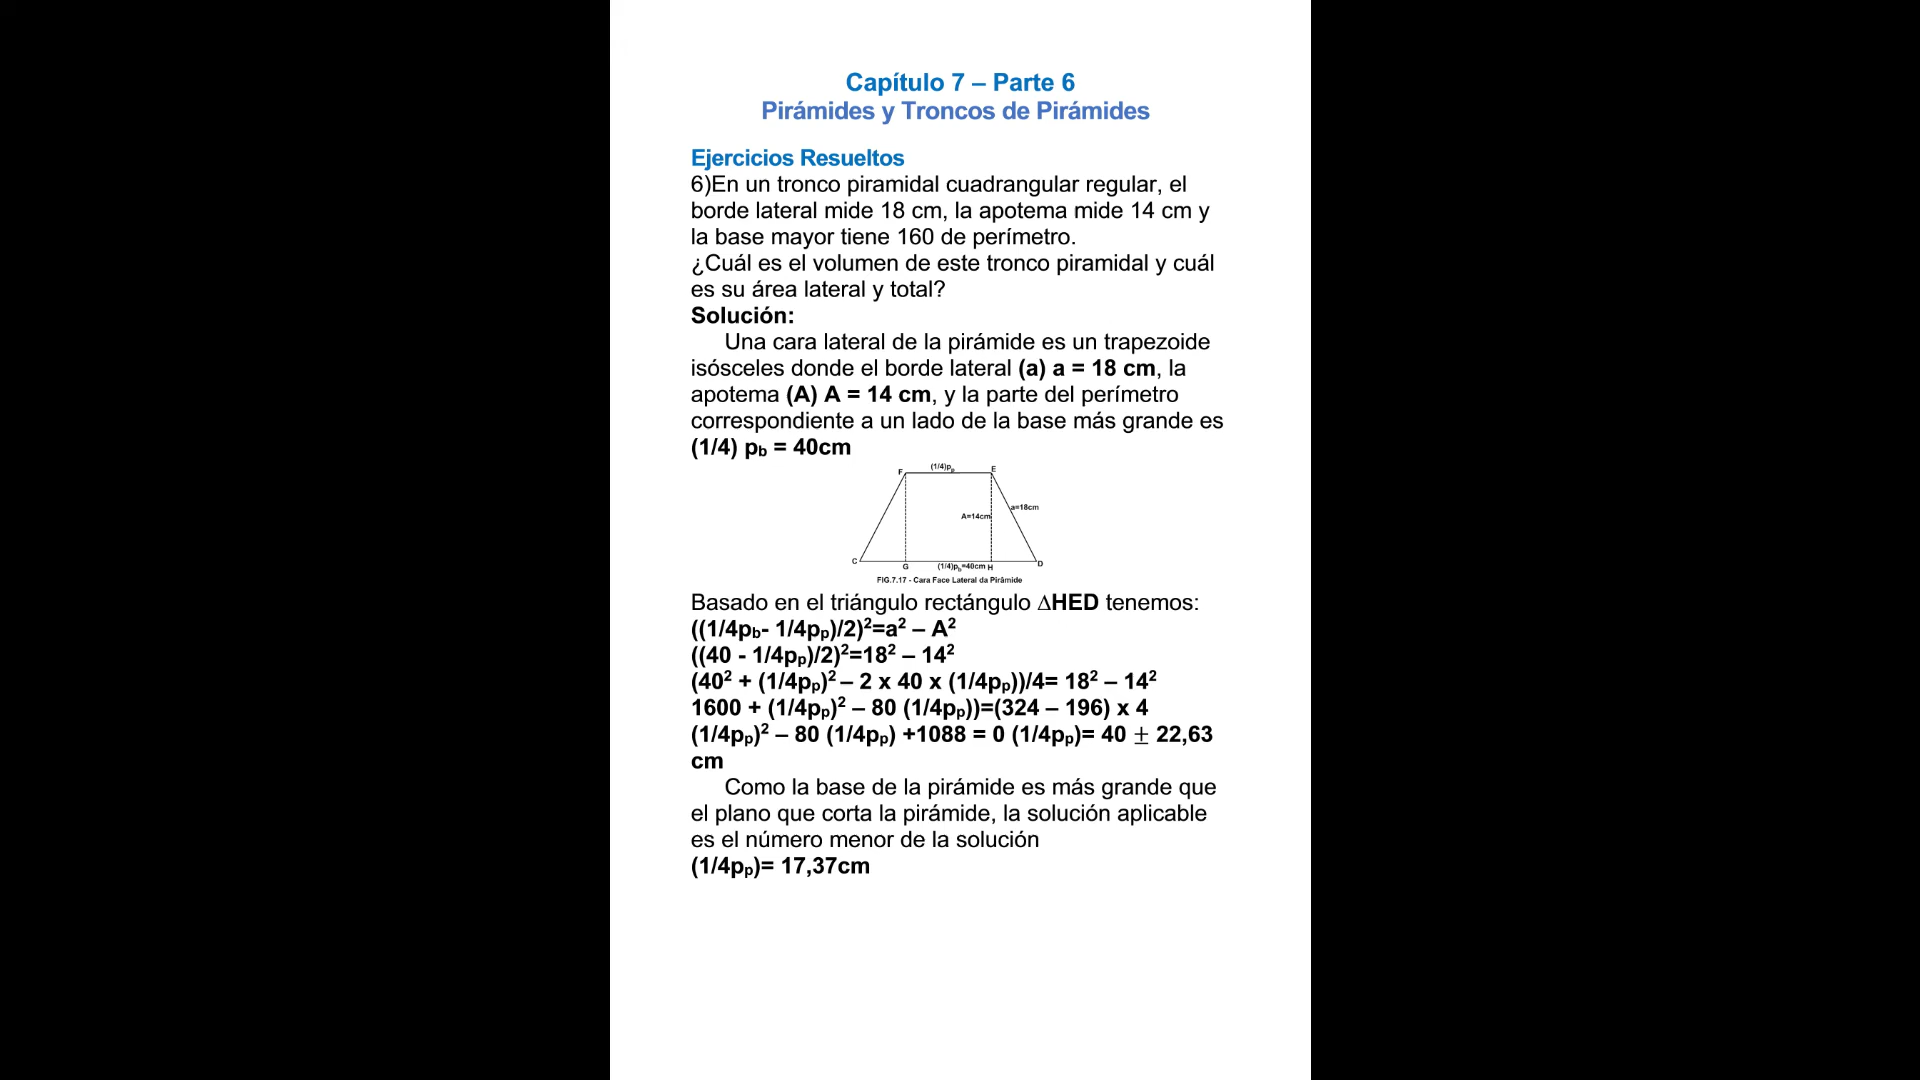 Capítulo 7 – Parte 6
Pirámides y Troncos de Pirámides
Ejercicios Resueltos
6)En un tronco piramidal cuadrangular regular, el
borde lateral mide 18 cm, la apotema mide 14 cm y
la base mayor tiene 160 de perímetro.
¿Cuál es el volumen de este tronco piramidal y cuál
es su área lateral y total?
Solución:
Una cara lateral de la pirámide es un trapezoide
isósceles donde el borde lateral (a) a = 18 cm, la
apotema (A) A = 14 cm, y la parte del perímetro
correspondiente a un lado de la base más grande es
(1/4) pb = 40cm
F (1/4)pp E
A=14cm a=18cm
C G (1/4)pb=40cm H D
FIG.7.17 - Cara Face Lateral da Pirâmide
Basado en el triángulo rectángulo ∆HED tenemos:
((1/4pb- 1/4pp)/2)²=a² – A²
((40 - 1/4pp)/2)²=18² – 14²
(40² + (1/4pp)² – 2 x 40 x (1/4pp))/4= 18² – 14²
1600 + (1/4pp)² – 80 (1/4pp))=(324 – 196) x 4
(1/4pp)² – 80 (1/4pp) +1088 = 0 (1/4pp)= 40 ± 22,63
cm
Como la base de la pirámide es más grande que
el plano que corta la pirámide, la solución aplicable
es el número menor de la solución
(1/4pp)= 17,37cm